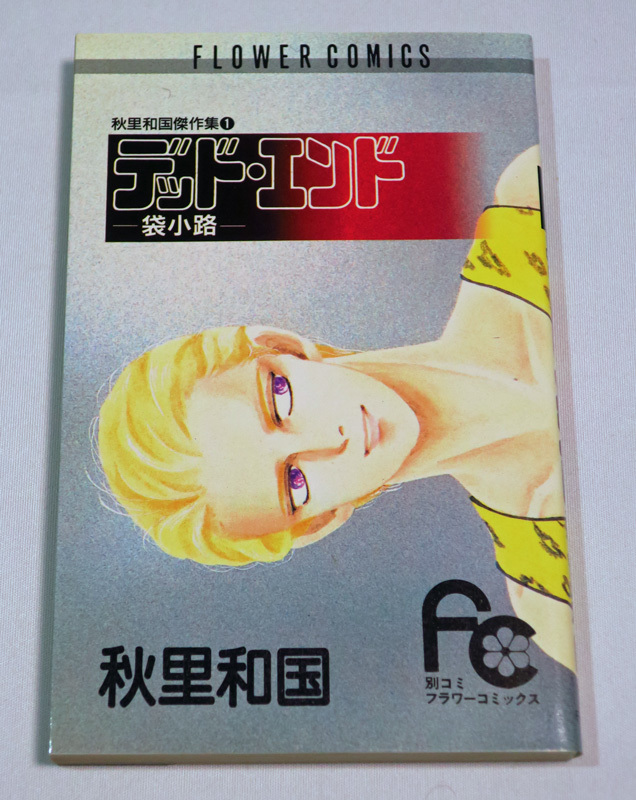 FLOWER COMICS
秋里和国傑作集❶
デッド・エンド
―袋小路―
秋里和国
fc
別コミ
フラワーコミックス